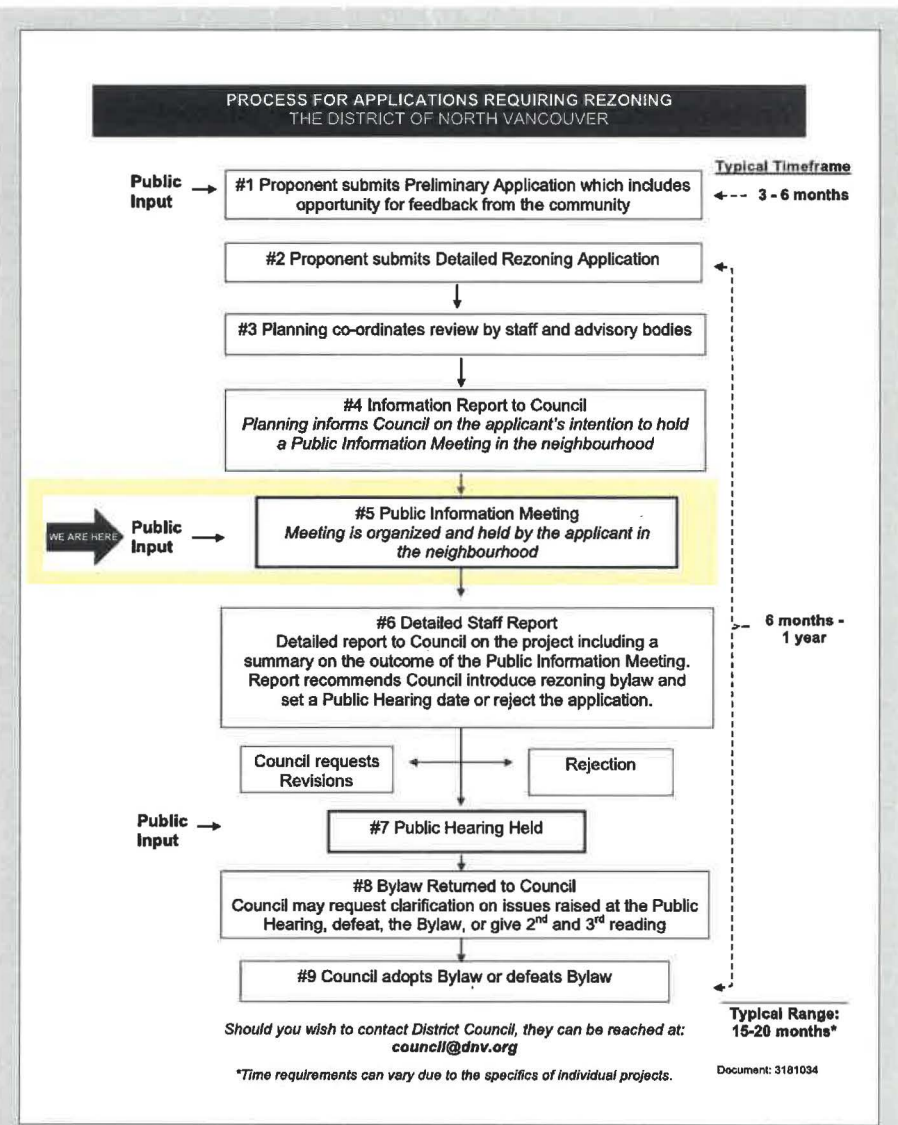 PROCESS FOR APPLICATIONS REQUIRING REZONING
THE DISTRICT OF NORTH VANCOUVER
Typical Timeframe
Public
Input
#1 Proponent submits Preliminary Application which includes
opportunity for feedback from the community
3 - 6 months
#2 Proponent submits Detailed Rezoning Application
#3 Planning co-ordinates review by staff and advisory bodies
#4 Information Report to Council
Planning informs Council on the applicant's intention to hold
a Public Information Meeting in the neighbourhood
WE ARE HERE
Public
Input
#5 Public Information Meeting
Meeting is organized and held by the applicant in
the neighbourhood
#6 Detailed Staff Report
Detailed report to Council on the project including a
summary on the outcome of the Public Information Meeting.
Report recommends Council introduce rezoning bylaw and
set a Public Hearing date or reject the application.
6 months -
1 year
Council requests
Revisions
Rejection
Public
Input
#7 Public Hearing Held
#8 Bylaw Returned to Council
Council may request clarification on issues raised at the Public
Hearing, defeat, the Bylaw, or give 2nd and 3rd reading
#9 Council adopts Bylaw or defeats Bylaw
Typical Range:
15-20 months*
Should you wish to contact District Council, they can be reached at:
council@dnv.org
*Time requirements can vary due to the specifics of individual projects.
Document: 3181034